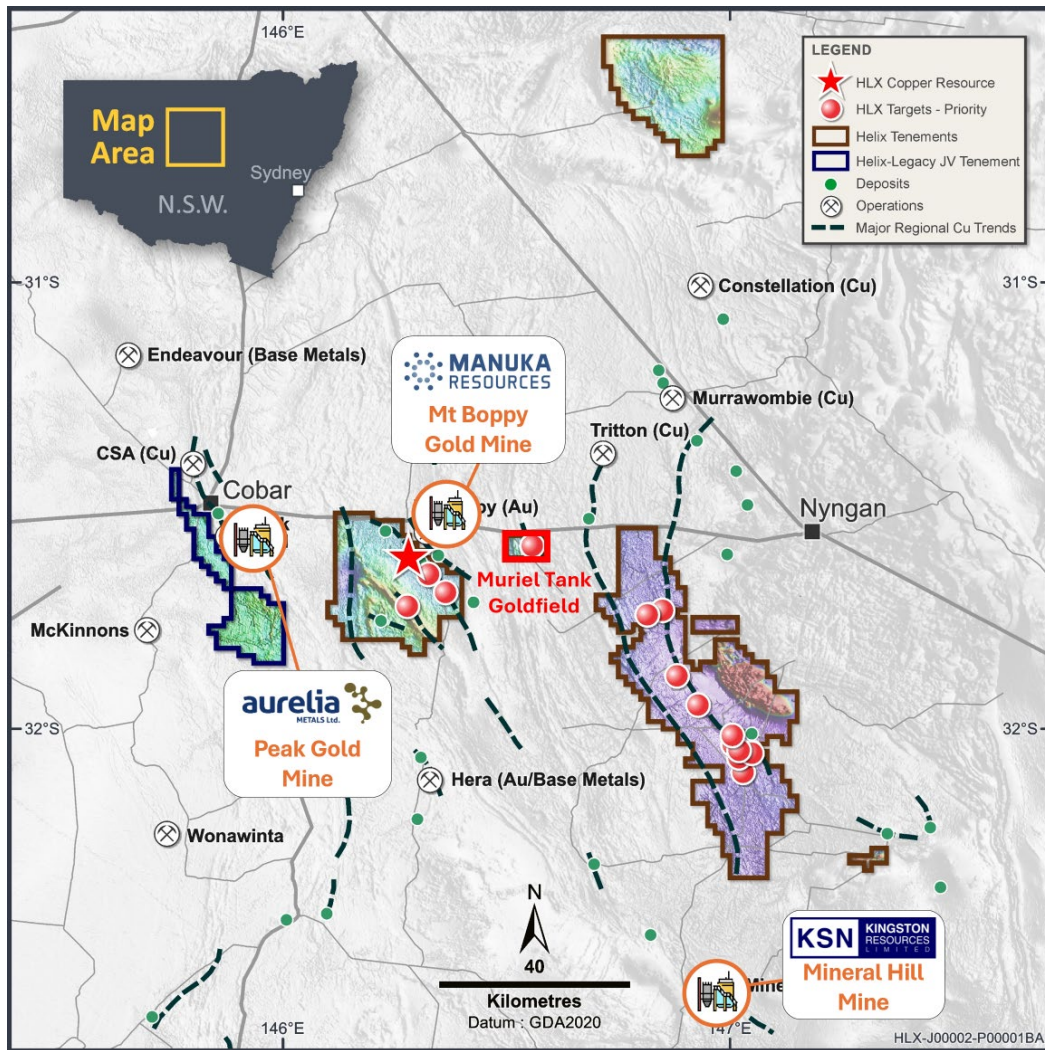 146°E
LEGEND
HLX Copper Resource
HLX Targets - Priority
Helix Tenements
Helix-Legacy JV Tenement
Deposits
Operations
Major Regional Cu Trends
Map
Area
Sydney
N.S.W.
31°S
31°S
Constellation (Cu)
Endeavour (Base Metals)
MANUKA
RESOURCES
Mt Boppy
Gold Mine
Murrawombie (Cu)
Tritton (Cu)
CSA (Cu)
Cobar
py (Au)
Nyngan
Muriel Tank
Goldfield
McKinnons
aurelia
METALS Ltd.
Peak Gold
Mine
32°S
32°S
Hera (Au/Base Metals)
Wonawinta
N
40
Kilometres
Datum : GDA2020
KSN
KINGSTON
RESOURCES
LIMITED
Mineral Hill
Mine
Mine
146°E
147°E
HLX-J00002-P00001BA